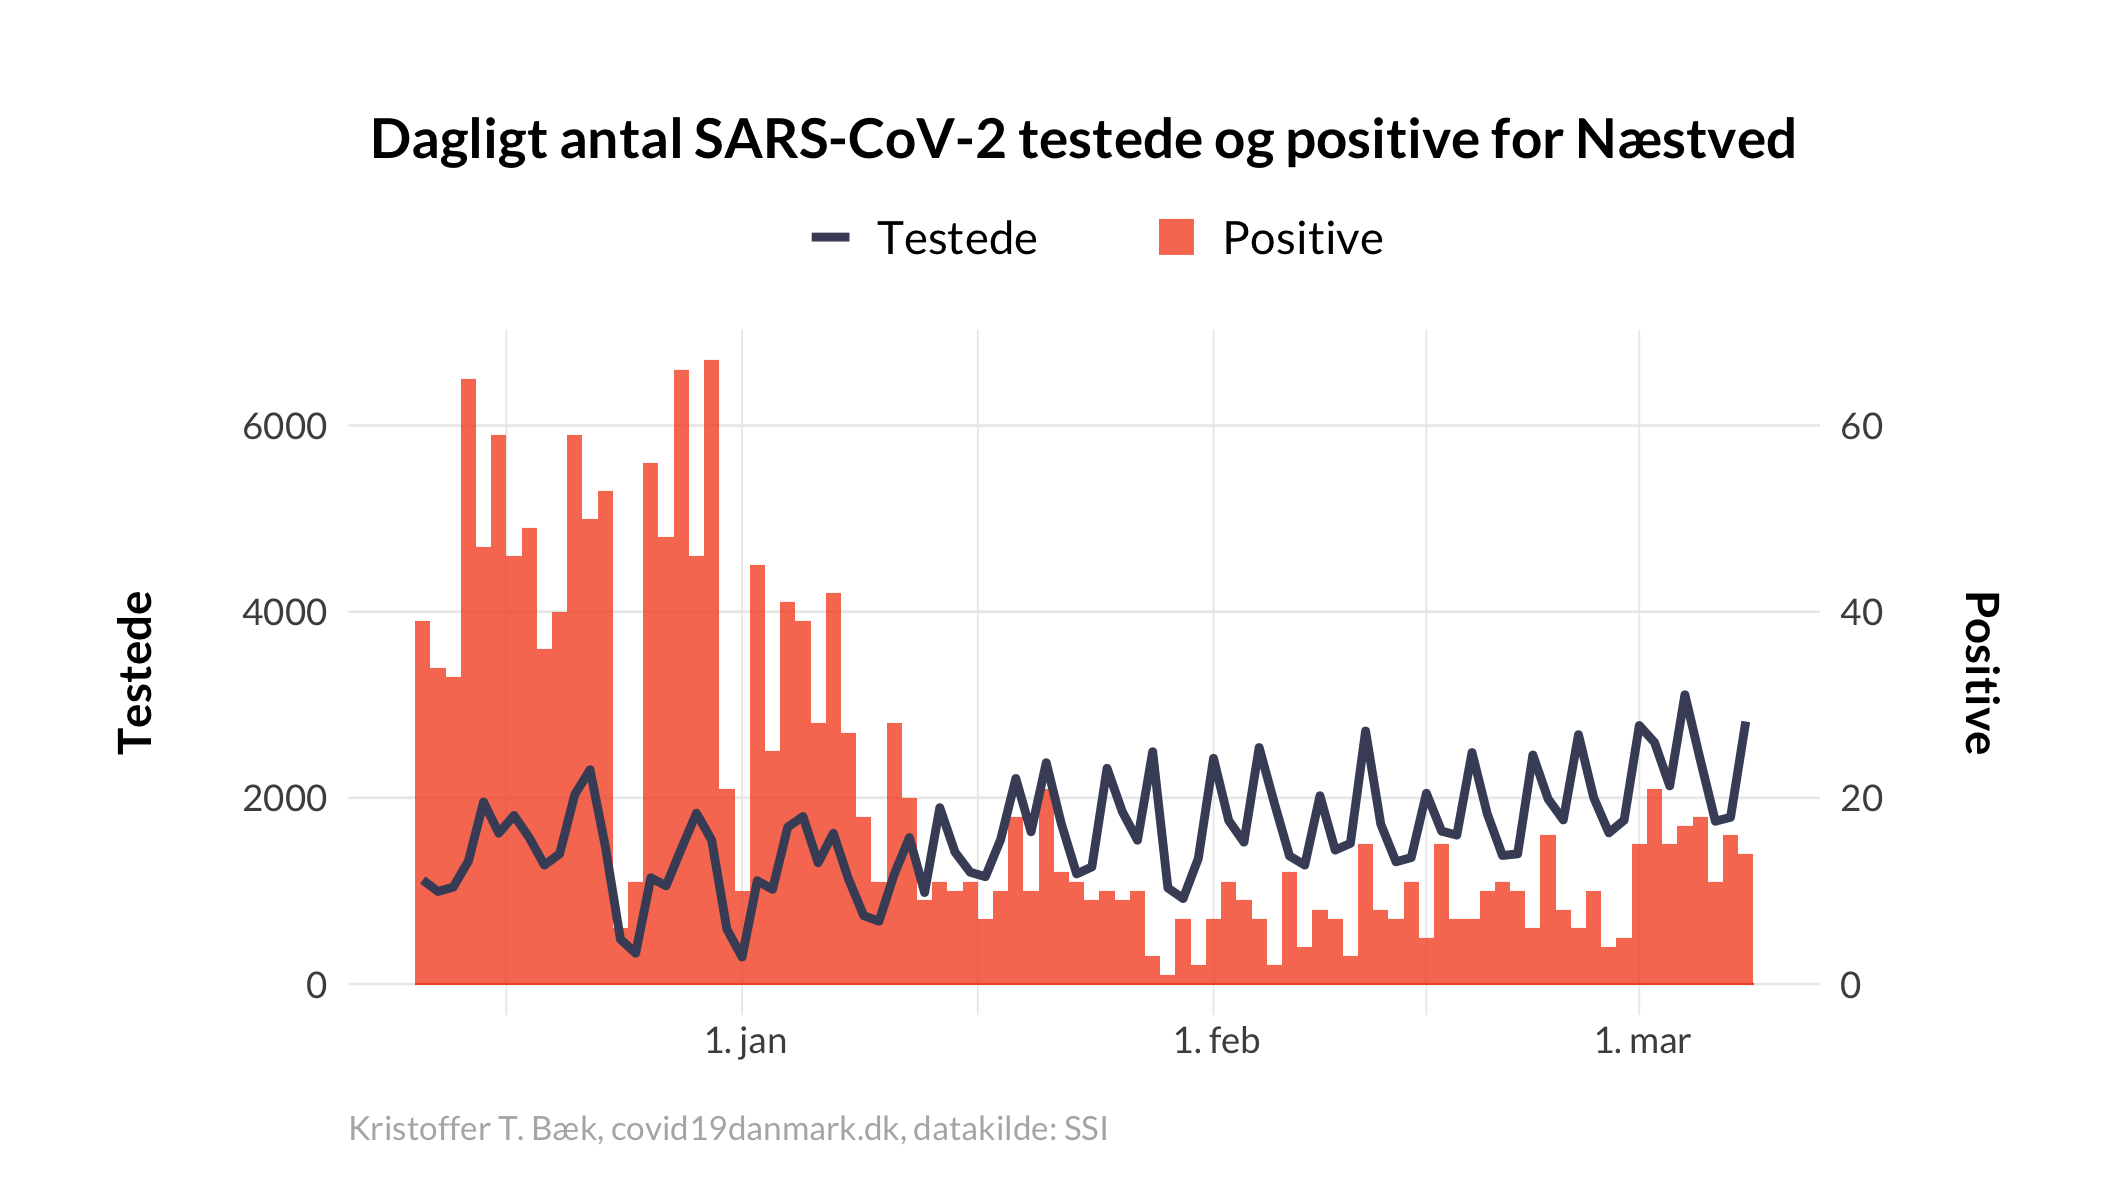 Dagligt antal SARS-CoV-2 testede og positive for Næstved
Testede
Positive
6000
4000
2000
0
60
40
20
0
Testede
Positive
1. jan
1. feb
1. mar
Kristoffer T. Bæk, covid19danmark.dk, datakilde: SSI